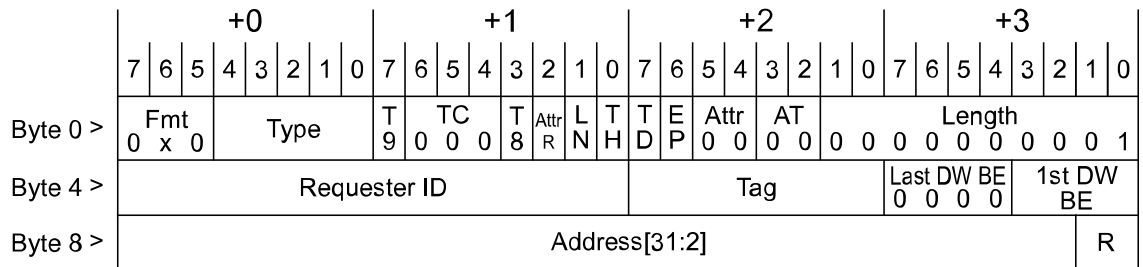 +0 +1 +2 +3
7 6 5 4 3 2 1 0 7 6 5 4 3 2 1 0 7 6 5 4 3 2 1 0 7 6 5 4 3 2 1 0
Byte 0 > Fmt Type T TC T Attr L T T E Attr AT Length
0 x 0 9 0 0 0 8 R N H D P 0 0 0 0 0 0 0 0 0 0 0 0 0 1
Byte 4 > Requester ID Tag Last DW BE 1st DW
0 0 0 0 BE
Byte 8 > Address[31:2] R